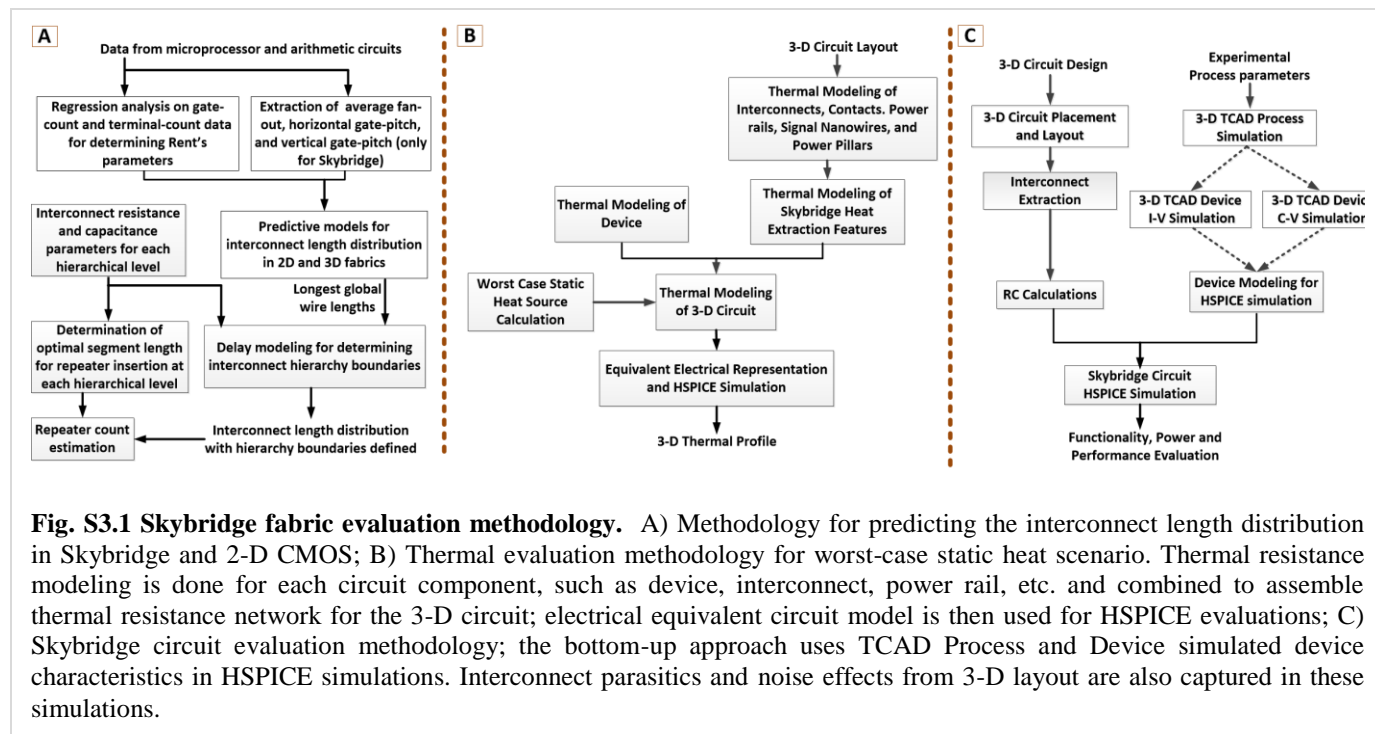 A
Data from microprocessor and arithmetic circuits
Regression analysis on gate-
count and terminal-count data
for determining Rent's
parameters
Extraction of average fan-
out, horizontal gate-pitch,
and vertical gate-pitch (only
for Skybridge)
Interconnect resistance
and capacitance
parameters for each
hierarchical level
Predictive models for
interconnect length distribution
in 2D and 3D fabrics
Longest global
wire lengths
Determination of
optimal segment length
for repeater insertion at
each hierarchical level
Delay modeling for determining
interconnect hierarchy boundaries
Repeater count
estimation
Interconnect length distribution
with hierarchy boundaries defined
B
3-D Circuit Layout
Thermal Modeling of
Interconnects, Contacts. Power
rails, Signal Nanowires, and
Power Pillars
Thermal Modeling of
Device
Thermal Modeling of
Skybridge Heat
Extraction Features
Worst Case Static
Heat Source
Calculation
Thermal Modeling
of 3-D Circuit
Equivalent Electrical Representation
and HSPICE Simulation
3-D Thermal Profile
C
3-D Circuit Design
Experimental
Process parameters
3-D Circuit Placement
and Layout
3-D TCAD Process
Simulation
Interconnect
Extraction
3-D TCAD Device
I-V Simulation
3-D TCAD Devic
C-V Simulation
RC Calculations
Device Modeling for
HSPICE simulation
Skybridge Circuit
HSPICE Simulation
Functionality, Power and
Performance Evaluation
Fig. S3.1 Skybridge fabric evaluation methodology. A) Methodology for predicting the interconnect length distribution
in Skybridge and 2-D CMOS; B) Thermal evaluation methodology for worst-case static heat scenario. Thermal resistance
modeling is done for each circuit component, such as device, interconnect, power rail, etc. and combined to assemble
thermal resistance network for the 3-D circuit; electrical equivalent circuit model is then used for HSPICE evaluations; C)
Skybridge circuit evaluation methodology; the bottom-up approach uses TCAD Process and Device simulated device
characteristics in HSPICE simulations. Interconnect parasitics and noise effects from 3-D layout are also captured in these
simulations.